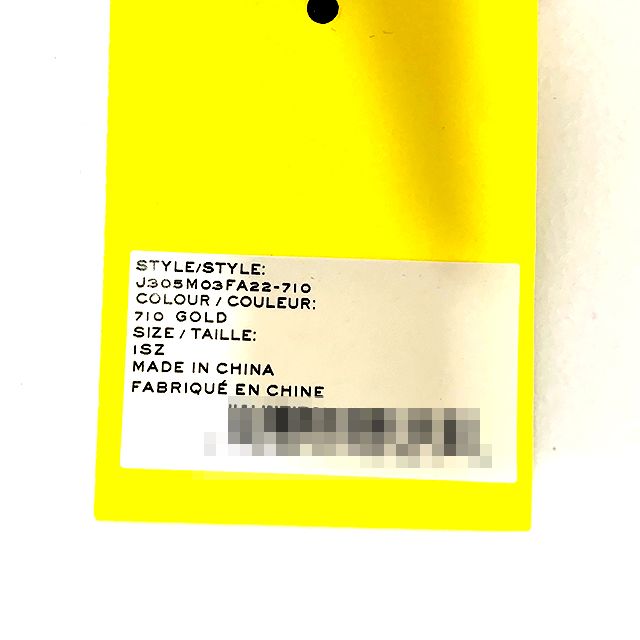 STYLE/STYLE:
J305M03FA22-710
COLOUR / COULEUR:
710 GOLD
SIZE / TAILLE:
1SZ
MADE IN CHINA
FABRIQUÉ EN CHINE